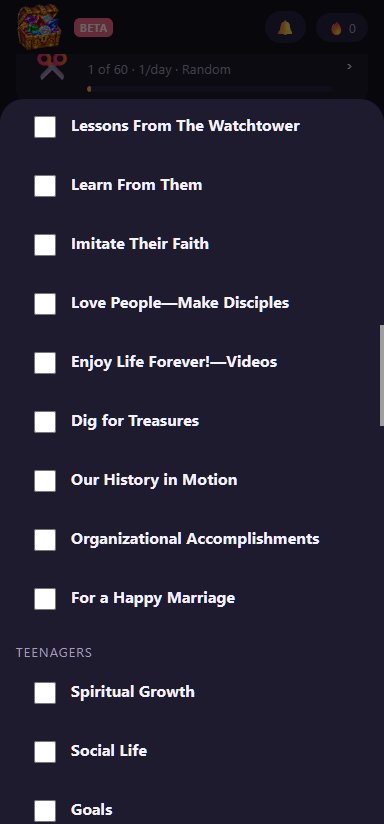 BETA
0
1 of 60 · 1/day · Random
Lessons From The Watchtower
Learn From Them
Imitate Their Faith
Love People—Make Disciples
Enjoy Life Forever!—Videos
Dig for Treasures
Our History in Motion
Organizational Accomplishments
For a Happy Marriage
TEENAGERS
Spiritual Growth
Social Life
Goals